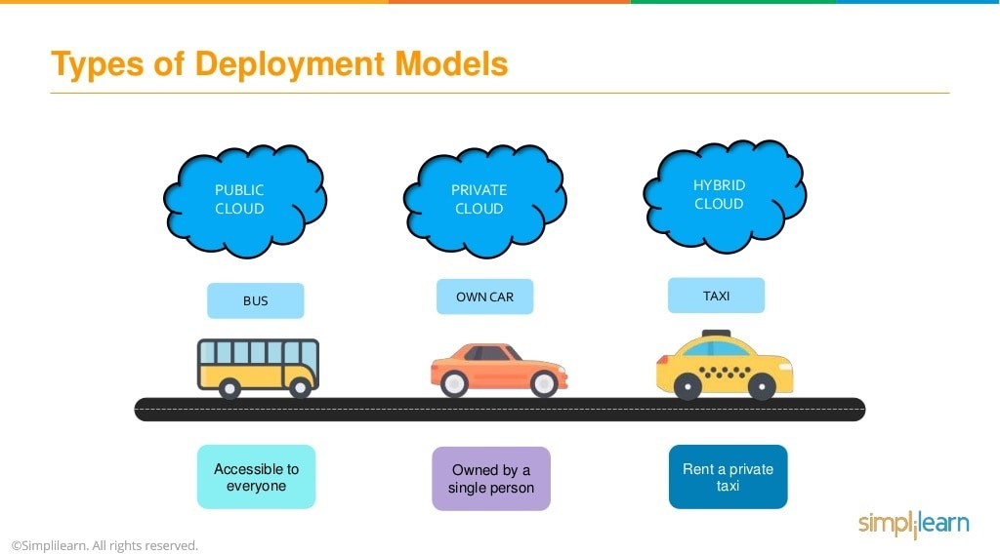 Types of Deployment Models
PUBLIC
CLOUD
PRIVATE
CLOUD
HYBRID
CLOUD
BUS
OWN CAR
TAXI
Accessible to
everyone
Owned by a
single person
Rent a private
taxi
simplilearn
©Simplilearn. All rights reserved.